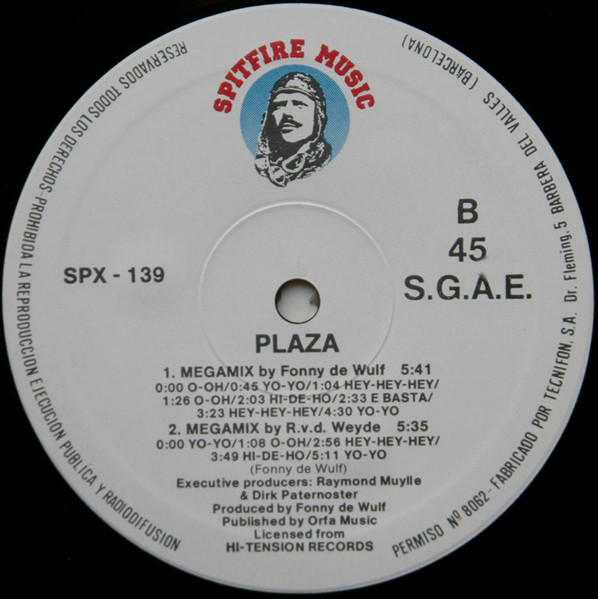 SPITFIRE MUSIC
B
45
S.G.A.E.
SPX - 139
PLAZA
1. MEGAMIX by Fonny de Wulf 5:41
0:00 O-OH/0:45 YO-YO/1:04 HEY-HEY-HEY/
1:26 O-OH/2:03 HI-DE-HO/2:33 E BASTA/
3:23 HEY-HEY-HEY/4:30 YO-YO
2. MEGAMIX by R.v.d. Weyde 5:35
0:00 YO-YO/1:08 O-OH/2:56 HEY-HEY-HEY/
3:49 HI-DE-HO/5:11 YO-YO
(Fonny de Wulf)
Executive producers: Raymond Muylle
& Dirk Paternoster
Produced by Fonny de Wulf
Published by Orfa Music
Licensed from
HI-TENSION RECORDS
RESERVADOS TODOS LOS DERECHOS-PROHIBIDA LA REPRODUCCION EJECUCION PUBLICA Y RADIODIFUSION
PERMISO Nº 8062- FABRICADO POR TECNIFON, S.A. Dr. Fleming, 5 BARBERA DEL VALLES (BARCELONA)